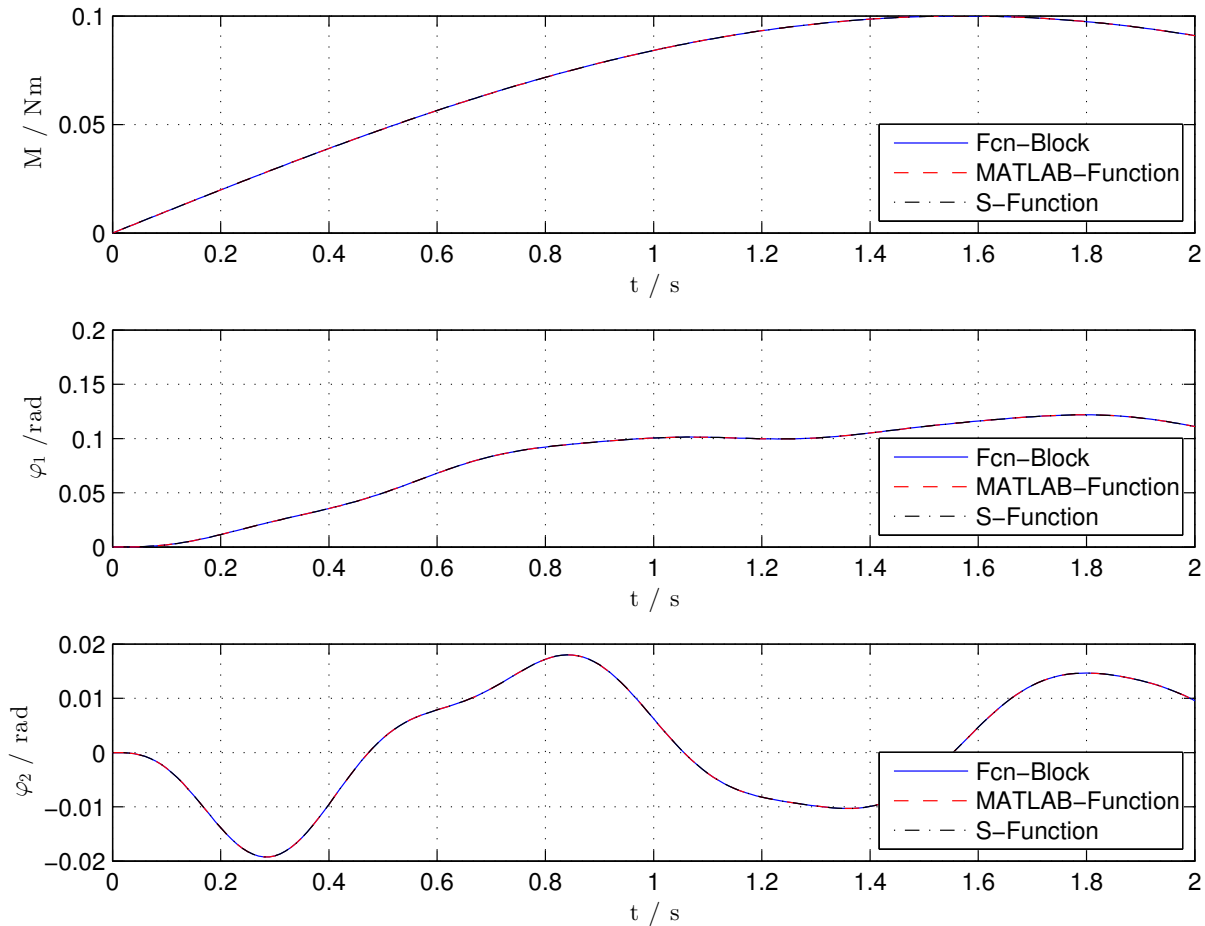 0.1
0.05
0
M / Nm
Fcn−Block
MATLAB−Function
S−Function
0 0.2 0.4 0.6 0.8 1 1.2 1.4 1.6 1.8 2
t / s
0.2
0.15
0.1
0.05
0
φ₁ /rad
Fcn−Block
MATLAB−Function
S−Function
0 0.2 0.4 0.6 0.8 1 1.2 1.4 1.6 1.8 2
t / s
0.02
0.01
0
−0.01
−0.02
φ₂ / rad
Fcn−Block
MATLAB−Function
S−Function
0 0.2 0.4 0.6 0.8 1 1.2 1.4 1.6 1.8 2
t / s